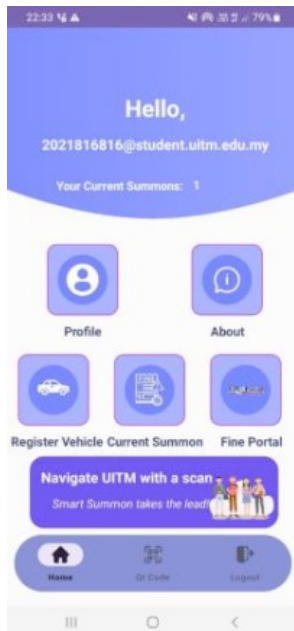 22:33
79%
Hello,
2021816816@student.uitm.edu.my
Your Current Summons: 1
Profile
About
Register Vehicle Current Summon Fine Portal
Navigate UITM with a scan
Smart Summon takes the lead!
Home
Qr Code
Logout